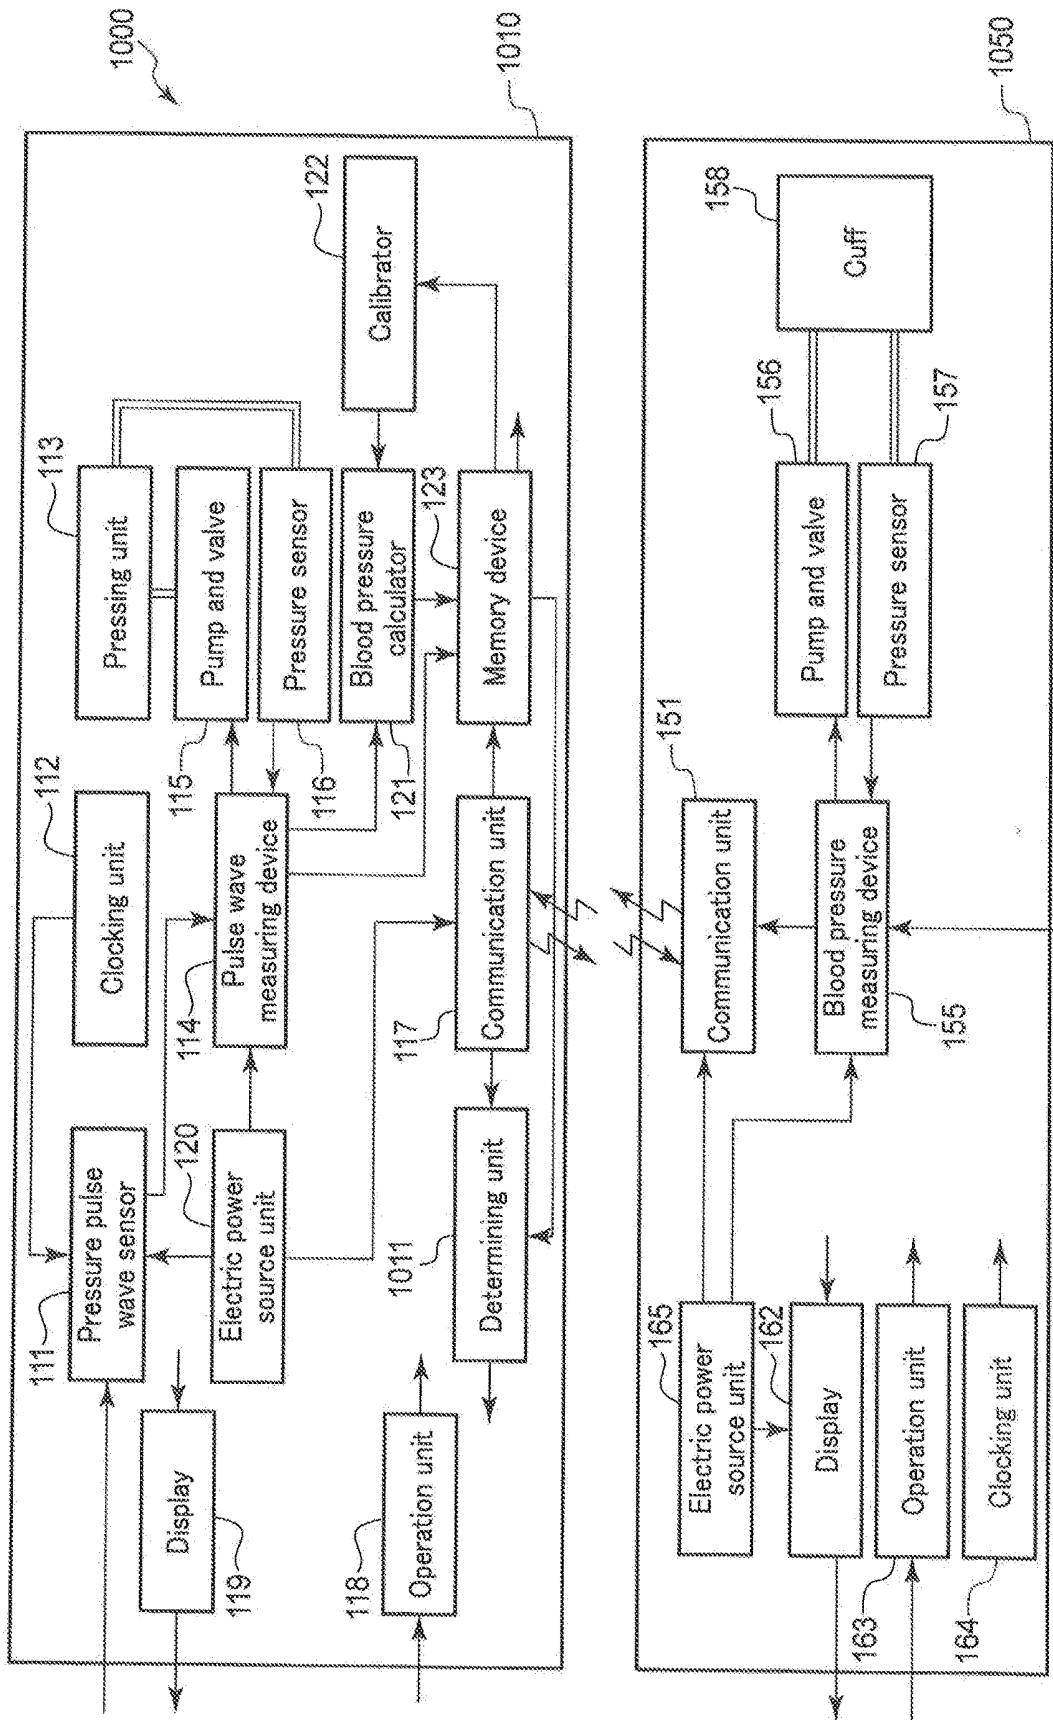 1000
1010
111
Pressure pulse
wave sensor
112
Clocking unit
113
Pressing unit
Display
119
120
Electric power
source unit
114
Pulse wave
measuring device
115
Pump and valve
Pressure sensor
116
Blood pressure
calculator
121
122
Calibrator
118
Operation unit
1011
Determining unit
117
Communication unit
123
Memory device
1050
165
Electric power
source unit
151
Communication unit
162
Display
Blood pressure
measuring device
155
156
Pump and valve
Pressure sensor
157
158
Cuff
163
Operation unit
164
Clocking unit